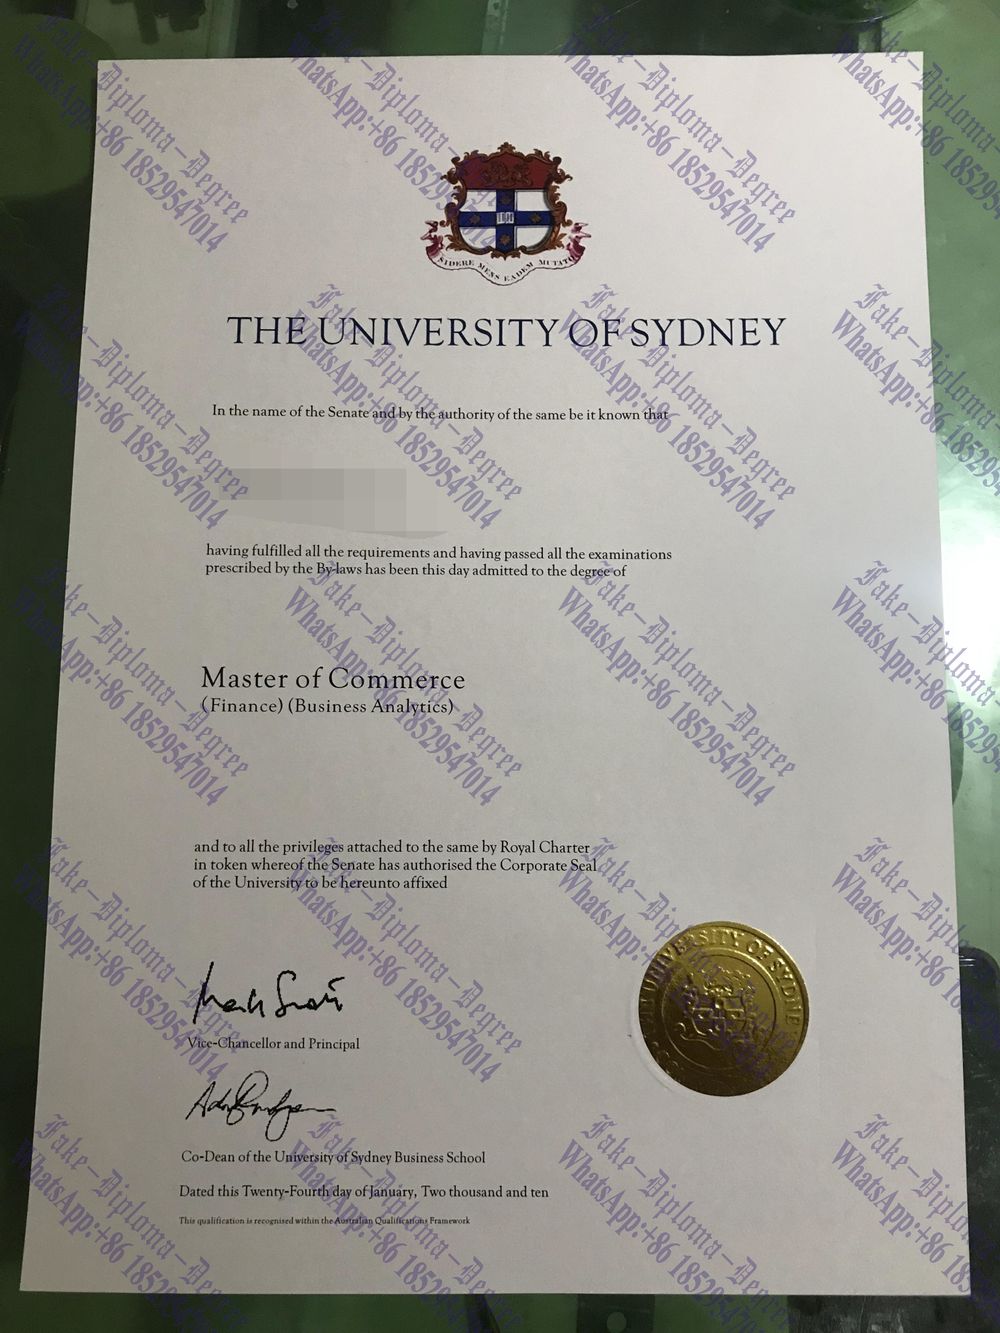 SIDERE MENS EADEM MUTATO
THE UNIVERSITY OF SYDNEY
In the name of the Senate and by the authority of the same be it known that
having fulfilled all the requirements and having passed all the examinations
prescribed by the By-laws has been this day admitted to the degree of
Master of Commerce
(Finance) (Business Analytics)
and to all the privileges attached to the same by Royal Charter
in token whereof the Senate has authorised the Corporate Seal
of the University to be hereunto affixed
Vice-Chancellor and Principal
Co-Dean of the University of Sydney Business School
Dated this Twenty-Fourth day of January, Two thousand and ten
This qualification is recognised within the Australian Qualifications Framework
UNIVERSITY OF SYDNEY
Fake-Diploma-Degree
WhatsApp:+86 18529547014